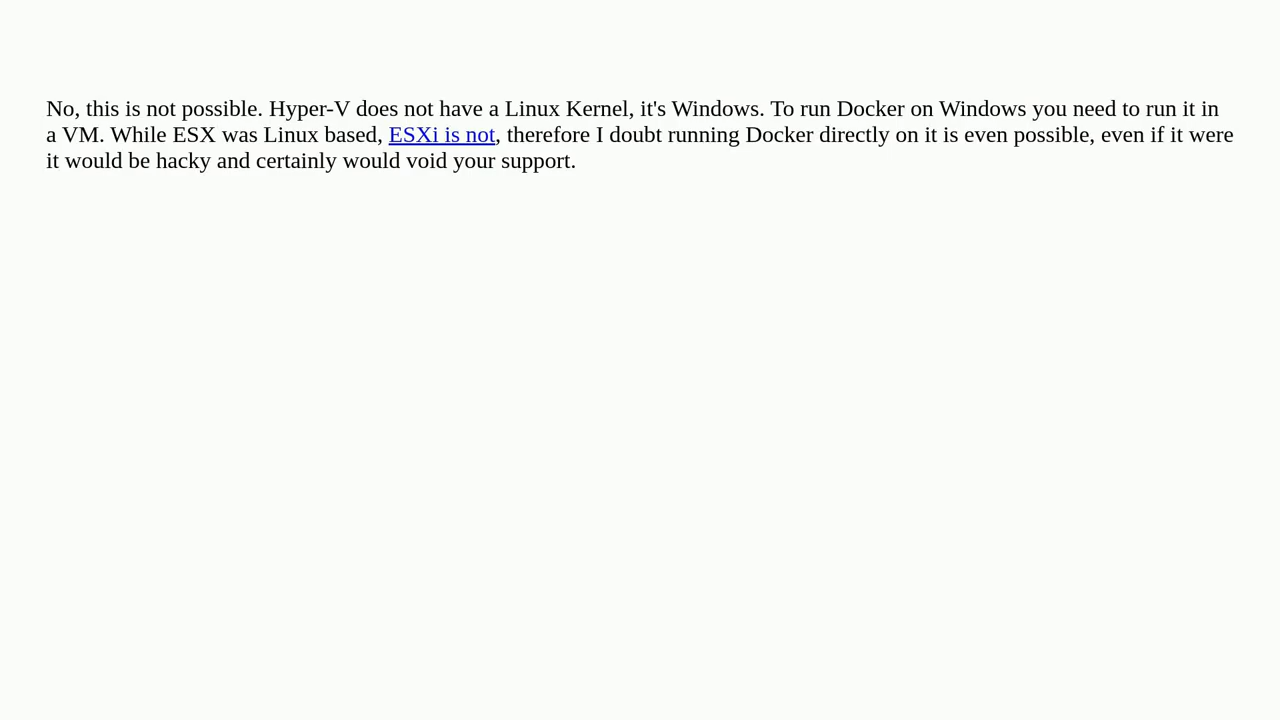 No, this is not possible. Hyper-V does not have a Linux Kernel, it's Windows. To run Docker on Windows you need to run it in
a VM. While ESX was Linux based, ESXi is not, therefore I doubt running Docker directly on it is even possible, even if it were
it would be hacky and certainly would void your support.